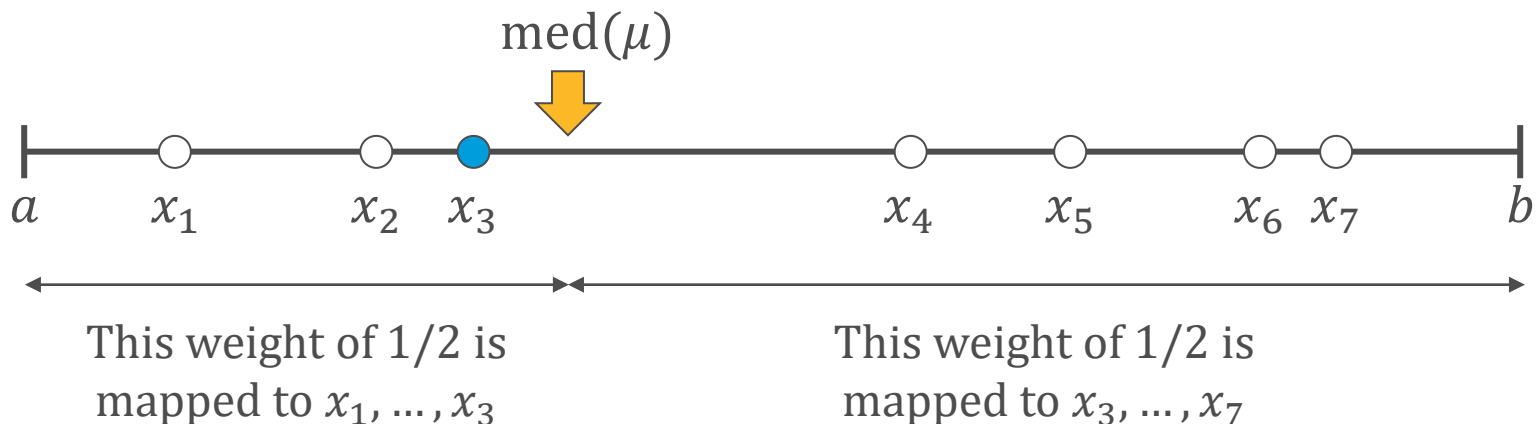 med(μ)
a x₁ x₂ x₃ x₄ x₅ x₆ x₇ b
This weight of 1/2 is
mapped to x₁, … , x₃
This weight of 1/2 is
mapped to x₃, … , x₇